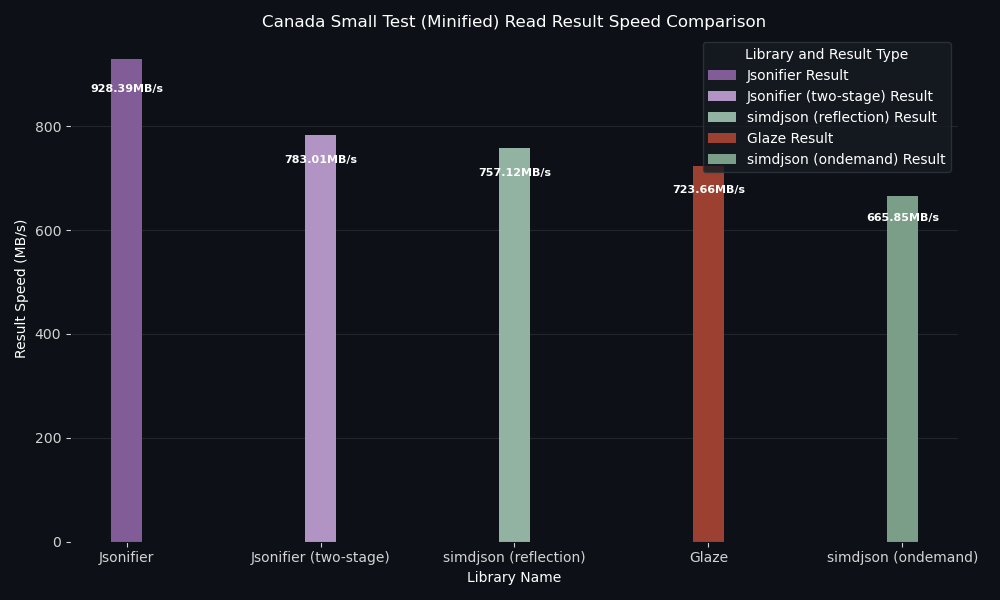 Canada Small Test (Minified) Read Result Speed Comparison
Library and Result Type
Jsonifier Result
Jsonifier (two-stage) Result
simdjson (reflection) Result
Glaze Result
simdjson (ondemand) Result
928.39MB/s
783.01MB/s
757.12MB/s
723.66MB/s
665.85MB/s
Result Speed (MB/s)
800
600
400
200
0
Jsonifier
Jsonifier (two-stage)
simdjson (reflection)
Glaze
simdjson (ondemand)
Library Name